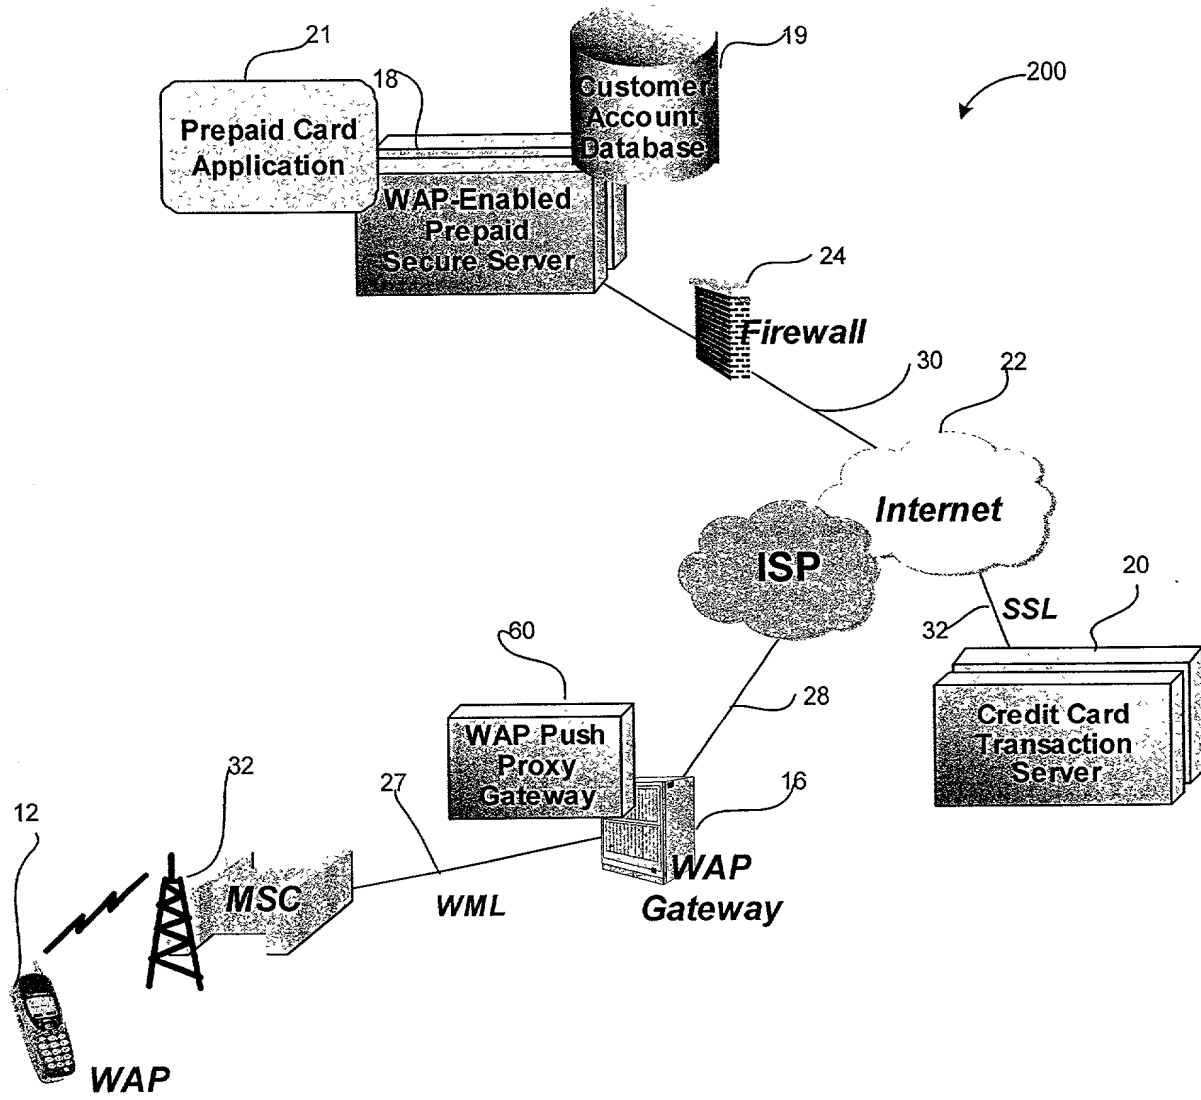 21
19
18
200
Customer
Account
Database
Prepaid Card
Application
WAP-Enabled
Prepaid
Secure Server
24
Firewall
30
22
Internet
ISP
20
SSL
32
60
28
Credit Card
Transaction
Server
WAP Push
Proxy
Gateway
32
27
16
12
MSC
WML
WAP
Gateway
WAP